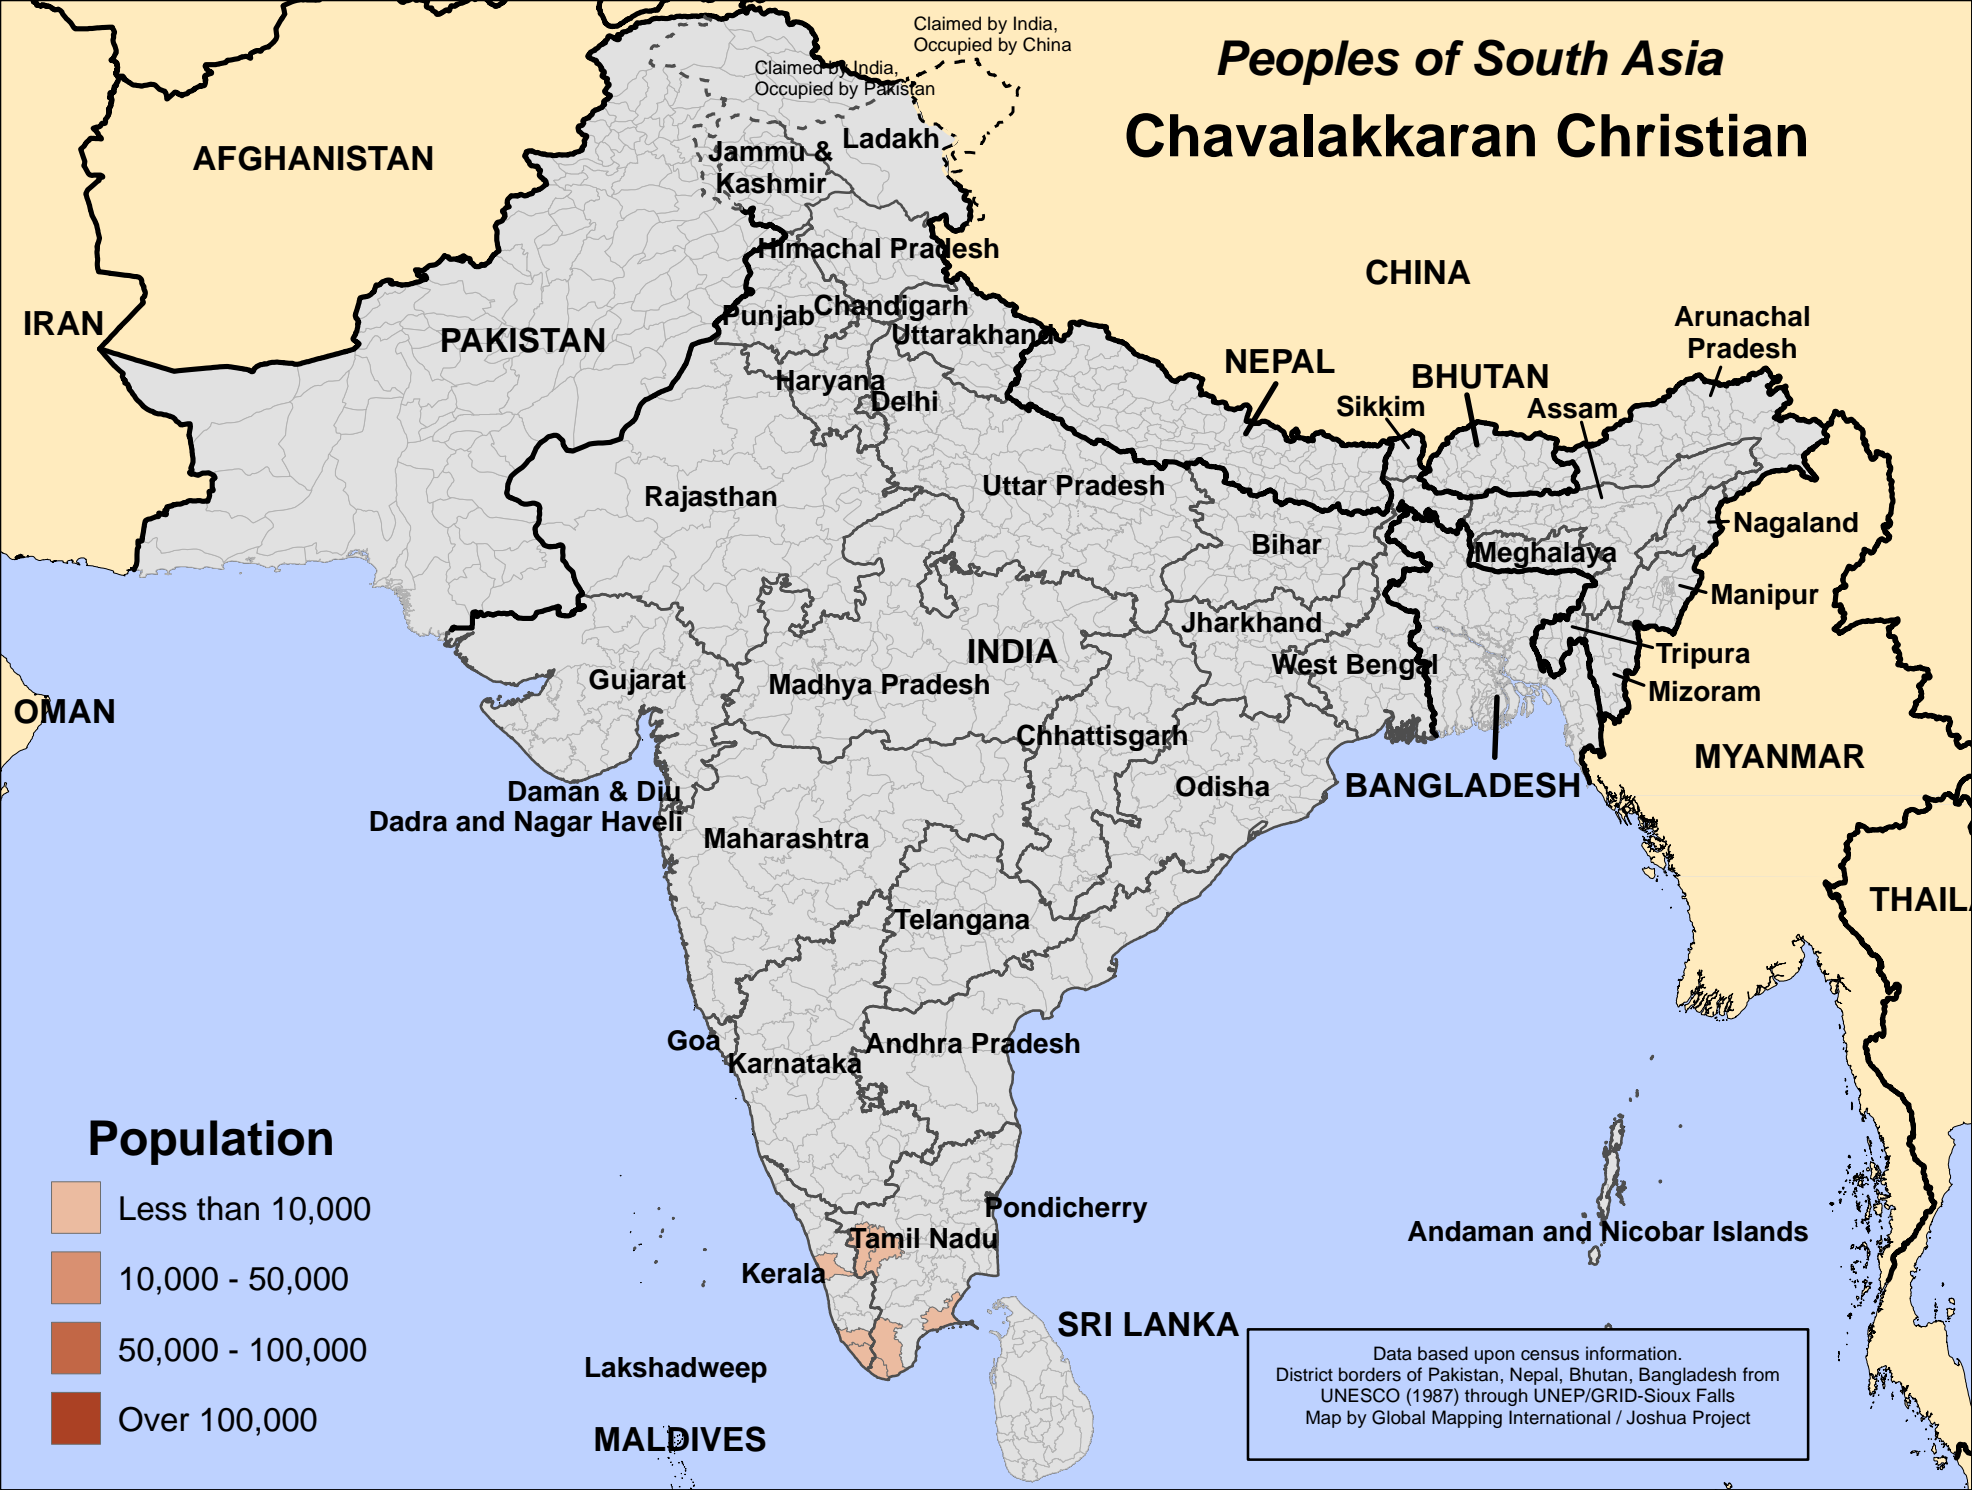 Claimed by India,
Occupied by China
Peoples of South Asia
Claimed by India,
Occupied by Pakistan
Chavalakkaran Christian
AFGHANISTAN
Ladakh
Jammu &
Kashmir
Himachal Pradesh
CHINA
Chandigarh
Punjab
Arunachal
Pradesh
IRAN
PAKISTAN
Uttarakhand
NEPAL
BHUTAN
Haryana
Delhi
Sikkim
Assam
Rajasthan
Uttar Pradesh
Nagaland
Bihar
Meghalaya
Manipur
Jharkhand
INDIA
Tripura
West Bengal
Gujarat
Madhya Pradesh
Mizoram
OMAN
Chhattisgarh
MYANMAR
Odisha
BANGLADESH
Daman & Diu
Dadra and Nagar Haveli
Maharashtra
THAIL
Telangana
Goa
Andhra Pradesh
Karnataka
Population
Less than 10,000
10,000 - 50,000
50,000 - 100,000
Over 100,000
Pondicherry
Tamil Nadu
Andaman and Nicobar Islands
Kerala
SRI LANKA
Lakshadweep
MALDIVES
Data based upon census information.
District borders of Pakistan, Nepal, Bhutan, Bangladesh from
UNESCO (1987) through UNEP/GRID-Sioux Falls
Map by Global Mapping International / Joshua Project